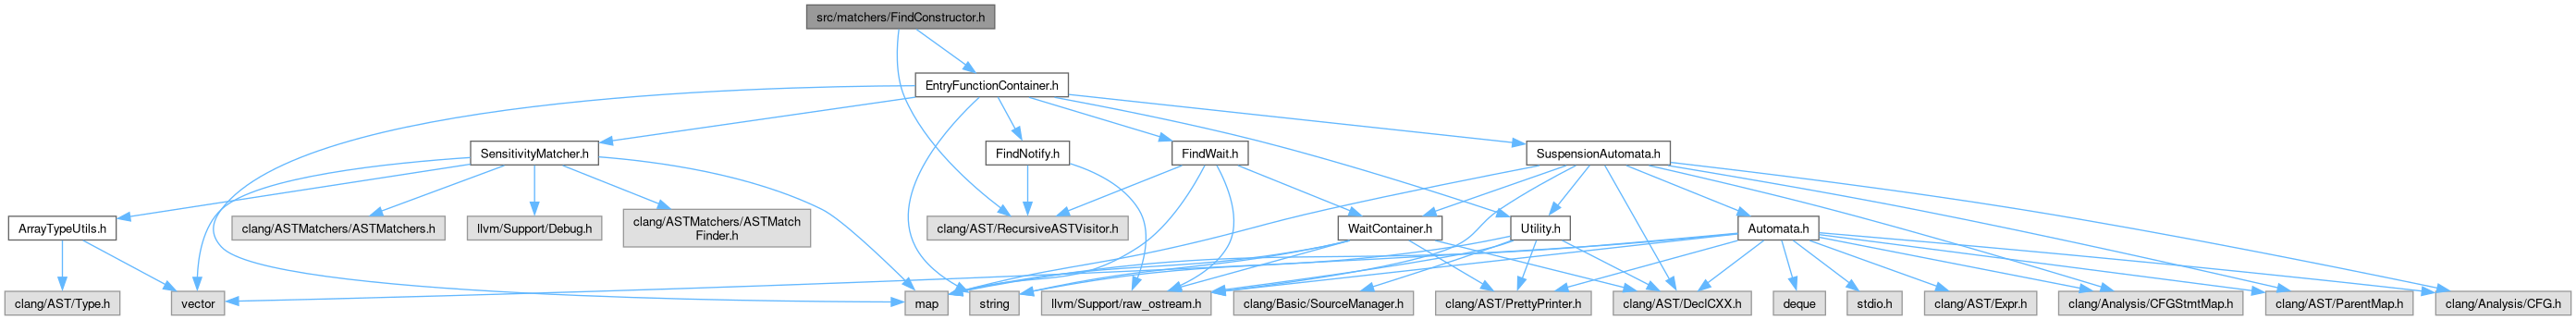 src/matchers/FindConstructor.h
EntryFunctionContainer.h
SensitivityMatcher.h
FindNotify.h
FindWait.h
SuspensionAutomata.h
ArrayTypeUtils.h
clang/ASTMatchers/ASTMatchers.h
llvm/Support/Debug.h
clang/ASTMatchers/ASTMatch
Finder.h
clang/AST/RecursiveASTVisitor.h
WaitContainer.h
Utility.h
Automata.h
clang/AST/Type.h
vector
map
string
llvm/Support/raw_ostream.h
clang/Basic/SourceManager.h
clang/AST/PrettyPrinter.h
clang/AST/DeclCXX.h
deque
stdio.h
clang/AST/Expr.h
clang/Analysis/CFGStmtMap.h
clang/AST/ParentMap.h
clang/Analysis/CFG.h